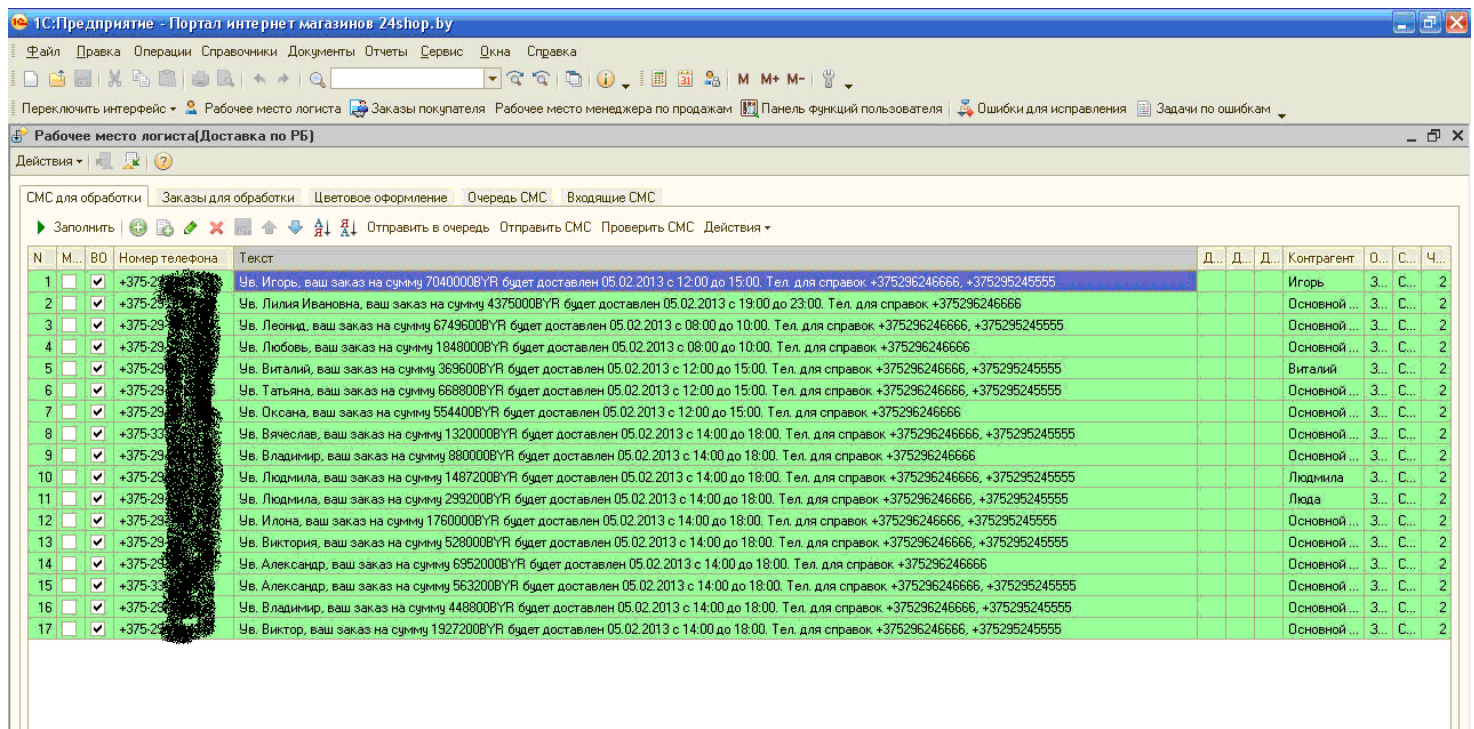 1С:Предприятие - Портал интернет магазинов 24shop.by
Файл Правка Операции Справочники Документы Отчеты Сервис Окна Справка
M M+ M-
Переключить интерфейс Рабочее место логиста Заказы покупателя Рабочее место менеджера по продажам Панель функций пользователя Ошибки для исправления Задачи по ошибкам
Рабочее место логиста(Доставка по РБ)
Действия
СМС для обработки Заказы для обработки Цветовое оформление Очередь СМС Входящие СМС
Заполнить Отправить в очередь Отправить СМС Проверить СМС Действия
N М... ВО Номер телефона Текст Д... Д... Д... Контрагент О... С... Ч...
1 +375-2 Ув. Игорь, ваш заказ на сумму 7040000BYR будет доставлен 05.02.2013 с 12:00 до 15:00. Тел. для справок +375296246666, +375295245555 Игорь З... С... 2
2 +375-29 Ув. Лилия Ивановна, ваш заказ на сумму 4375000BYR будет доставлен 05.02.2013 с 19:00 до 23:00. Тел. для справок +375296246666 Основной ... З... С... 2
3 +375-29 Ув. Леонид, ваш заказ на сумму 6749600BYR будет доставлен 05.02.2013 с 08:00 до 10:00. Тел. для справок +375296246666, +375295245555 Основной ... З... С... 2
4 +375-29 Ув. Любовь, ваш заказ на сумму 1848000BYR будет доставлен 05.02.2013 с 08:00 до 10:00. Тел. для справок +375296246666 Основной ... З... С... 2
5 +375-29 Ув. Виталий, ваш заказ на сумму 369600BYR будет доставлен 05.02.2013 с 12:00 до 15:00. Тел. для справок +375296246666, +375295245555 Виталий З... С... 2
6 +375-29 Ув. Татьяна, ваш заказ на сумму 668800BYR будет доставлен 05.02.2013 с 12:00 до 15:00. Тел. для справок +375296246666, +375295245555 Основной ... З... С... 2
7 +375-29 Ув. Оксана, ваш заказ на сумму 554400BYR будет доставлен 05.02.2013 с 12:00 до 15:00. Тел. для справок +375296246666 Основной ... З... С... 2
8 +375-33 Ув. Вячеслав, ваш заказ на сумму 1320000BYR будет доставлен 05.02.2013 с 14:00 до 18:00. Тел. для справок +375296246666, +375295245555 Основной ... З... С... 2
9 +375-29 Ув. Владимир, ваш заказ на сумму 880000BYR будет доставлен 05.02.2013 с 14:00 до 18:00. Тел. для справок +375296246666 Основной ... З... С... 2
10 +375-29 Ув. Людмила, ваш заказ на сумму 1487200BYR будет доставлен 05.02.2013 с 14:00 до 18:00. Тел. для справок +375296246666, +375295245555 Людмила З... С... 2
11 +375-29 Ув. Людмила, ваш заказ на сумму 299200BYR будет доставлен 05.02.2013 с 14:00 до 18:00. Тел. для справок +375296246666, +375295245555 Люда З... С... 2
12 +375-29 Ув. Илона, ваш заказ на сумму 1760000BYR будет доставлен 05.02.2013 с 14:00 до 18:00. Тел. для справок +375296246666, +375295245555 Основной ... З... С... 2
13 +375-29 Ув. Виктория, ваш заказ на сумму 528000BYR будет доставлен 05.02.2013 с 14:00 до 18:00. Тел. для справок +375296246666, +375295245555 Основной ... З... С... 2
14 +375-29 Ув. Александр, ваш заказ на сумму 6952000BYR будет доставлен 05.02.2013 с 14:00 до 18:00. Тел. для справок +375296246666 Основной ... З... С... 2
15 +375-33 Ув. Александр, ваш заказ на сумму 563200BYR будет доставлен 05.02.2013 с 14:00 до 18:00. Тел. для справок +375296246666, +375295245555 Основной ... З... С... 2
16 +375-29 Ув. Владимир, ваш заказ на сумму 448800BYR будет доставлен 05.02.2013 с 14:00 до 18:00. Тел. для справок +375296246666, +375295245555 Основной ... З... С... 2
17 +375-29 Ув. Виктор, ваш заказ на сумму 1927200BYR будет доставлен 05.02.2013 с 14:00 до 18:00. Тел. для справок +375296246666, +375295245555 Основной ... З... С... 2